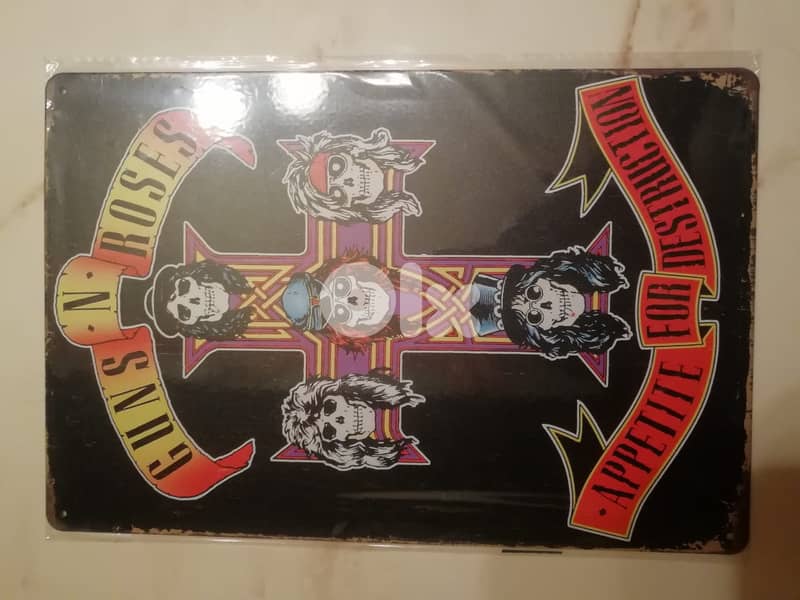 GUNS · N · ROSES
· APPETITE FOR DESTRUCTION